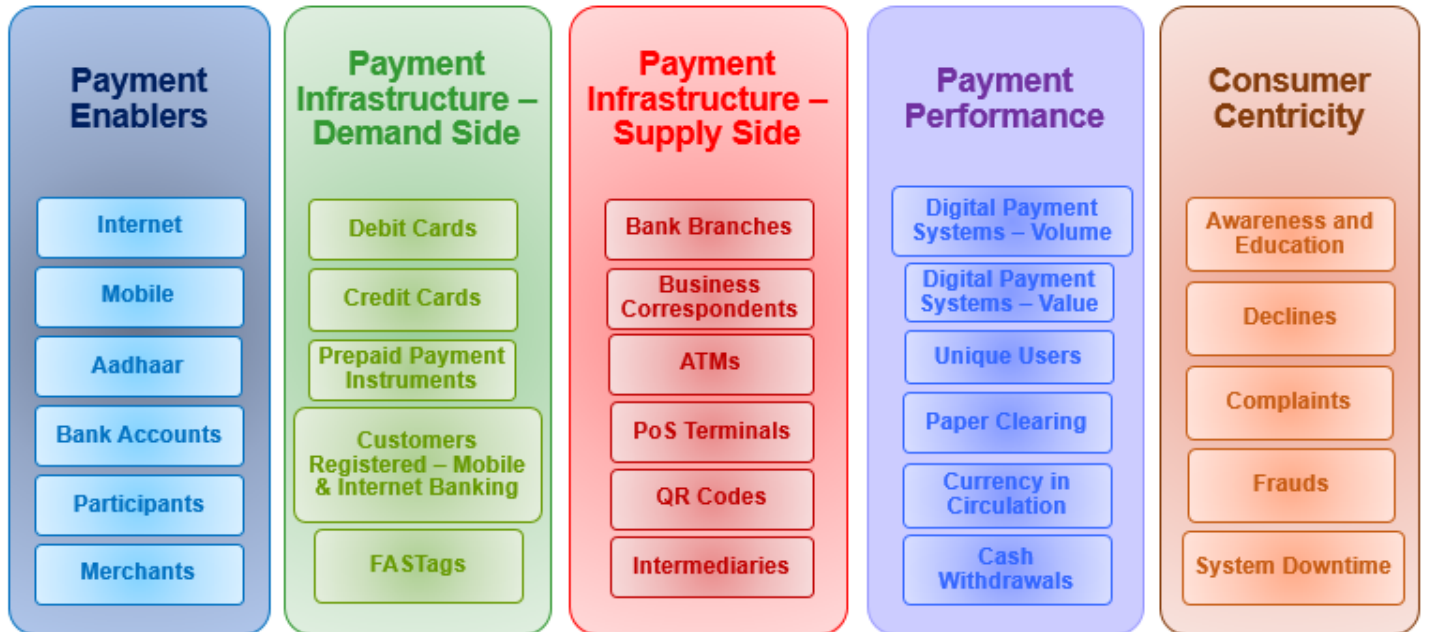 Payment
Enablers
Internet
Mobile
Aadhaar
Bank Accounts
Participants
Merchants
Payment
Infrastructure –
Demand Side
Debit Cards
Credit Cards
Prepaid Payment
Instruments
Customers
Registered – Mobile
& Internet Banking
FASTags
Payment
Infrastructure –
Supply Side
Bank Branches
Business
Correspondents
ATMs
PoS Terminals
QR Codes
Intermediaries
Payment
Performance
Digital Payment
Systems – Volume
Digital Payment
Systems – Value
Unique Users
Paper Clearing
Currency in
Circulation
Cash
Withdrawals
Consumer
Centricity
Awareness and
Education
Declines
Complaints
Frauds
System Downtime